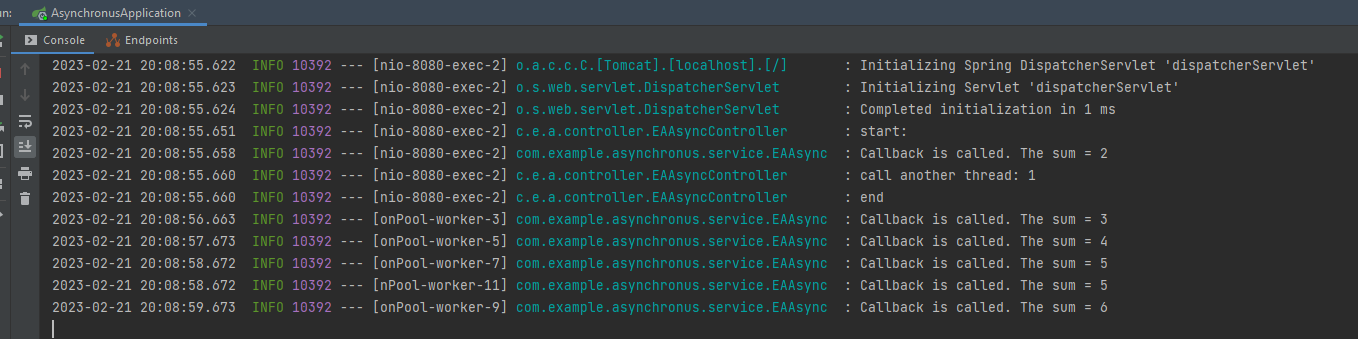 un: AsynchronusApplication
Console Endpoints
2023-02-21 20:08:55.622 INFO 10392 --- [nio-8080-exec-2] o.a.c.c.C.[Tomcat].[localhost].[/] : Initializing Spring DispatcherServlet 'dispatcherServlet'
2023-02-21 20:08:55.623 INFO 10392 --- [nio-8080-exec-2] o.s.web.servlet.DispatcherServlet : Initializing Servlet 'dispatcherServlet'
2023-02-21 20:08:55.624 INFO 10392 --- [nio-8080-exec-2] o.s.web.servlet.DispatcherServlet : Completed initialization in 1 ms
2023-02-21 20:08:55.651 INFO 10392 --- [nio-8080-exec-2] c.e.a.controller.EAAsyncController : start:
2023-02-21 20:08:55.658 INFO 10392 --- [nio-8080-exec-2] com.example.asynchronus.service.EAAsync : Callback is called. The sum = 2
2023-02-21 20:08:55.660 INFO 10392 --- [nio-8080-exec-2] c.e.a.controller.EAAsyncController : call another thread: 1
2023-02-21 20:08:55.660 INFO 10392 --- [nio-8080-exec-2] c.e.a.controller.EAAsyncController : end
2023-02-21 20:08:56.663 INFO 10392 --- [onPool-worker-3] com.example.asynchronus.service.EAAsync : Callback is called. The sum = 3
2023-02-21 20:08:57.673 INFO 10392 --- [onPool-worker-5] com.example.asynchronus.service.EAAsync : Callback is called. The sum = 4
2023-02-21 20:08:58.672 INFO 10392 --- [onPool-worker-7] com.example.asynchronus.service.EAAsync : Callback is called. The sum = 5
2023-02-21 20:08:58.672 INFO 10392 --- [nPool-worker-11] com.example.asynchronus.service.EAAsync : Callback is called. The sum = 5
2023-02-21 20:08:59.673 INFO 10392 --- [onPool-worker-9] com.example.asynchronus.service.EAAsync : Callback is called. The sum = 6